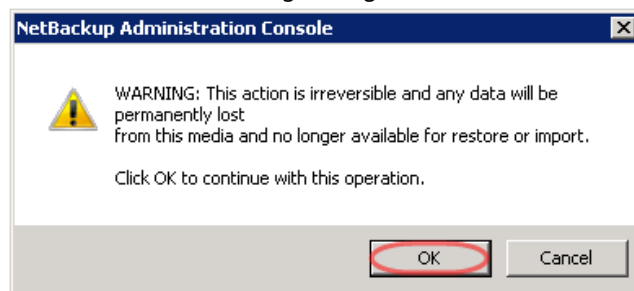 NetBackup Administration Console
WARNING: This action is irreversible and any data will be
permanently lost
from this media and no longer available for restore or import.
Click OK to continue with this operation.
OK Cancel